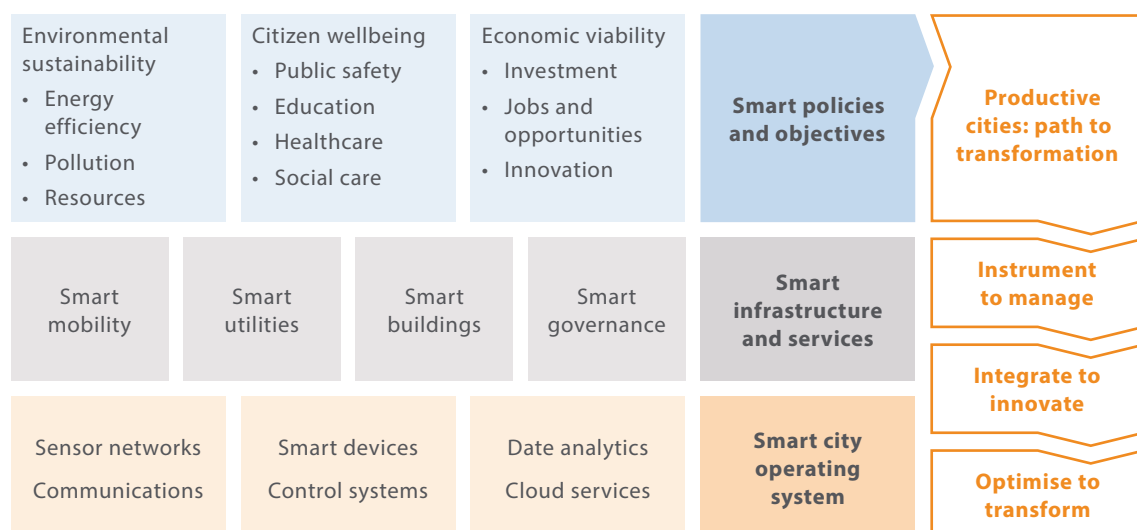 Environmental
sustainability
• Energy
efficiency
• Pollution
• Resources
Citizen wellbeing
• Public safety
• Education
• Healthcare
• Social care
Economic viability
• Investment
• Jobs and
opportunities
• Innovation
Smart policies
and objectives
Productive
cities: path to
transformation
Smart
mobility
Smart
utilities
Smart
buildings
Smart
governance
Smart
infrastructure
and services
Instrument
to manage
Integrate to
innovate
Sensor networks
Communications
Smart devices
Control systems
Date analytics
Cloud services
Smart city
operating
system
Optimise to
transform